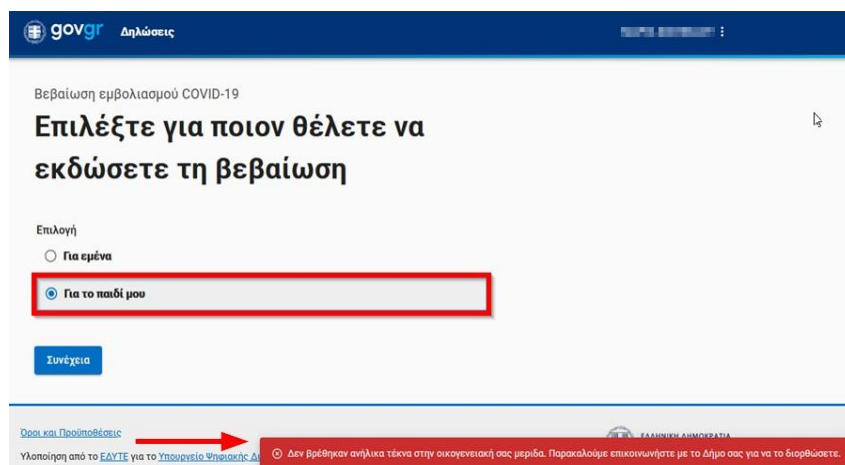 govgr Δηλώσεις
Βεβαίωση εμβολιασμού COVID-19
Επιλέξτε για ποιον θέλετε να
εκδώσετε τη βεβαίωση
Επιλογή
Για εμένα
Για το παιδί μου
Συνέχεια
Όροι και Προϋποθέσεις
ΕΛΛΗΝΙΚΗ ΔΗΜΟΚΡΑΤΙΑ
Υλοποίηση από το ΕΔΥΤΕ για το Υπουργείο Ψηφιακής
Δεν βρέθηκαν ανήλικα τέκνα στην οικογενειακή σας μερίδα. Παρακαλούμε επικοινωνήστε με το Δήμο σας για να το διορθώσετε.